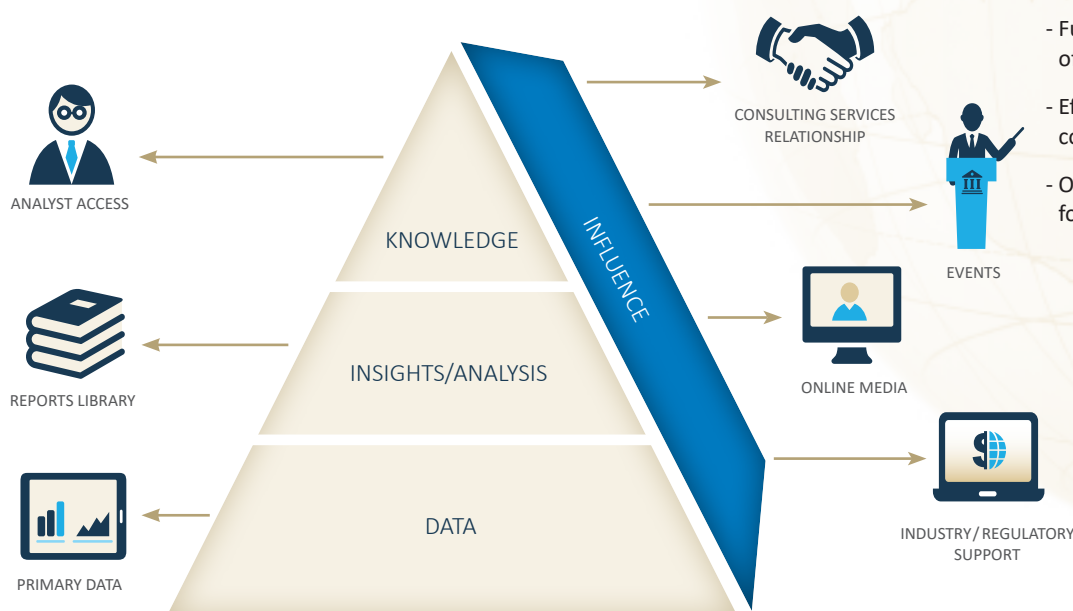 ANALYST ACCESS
REPORTS LIBRARY
PRIMARY DATA
KNOWLEDGE
INSIGHTS/ANALYSIS
DATA
INFLUENCE
CONSULTING SERVICES
RELATIONSHIP
EVENTS
ONLINE MEDIA
INDUSTRY/REGULATORY
SUPPORT